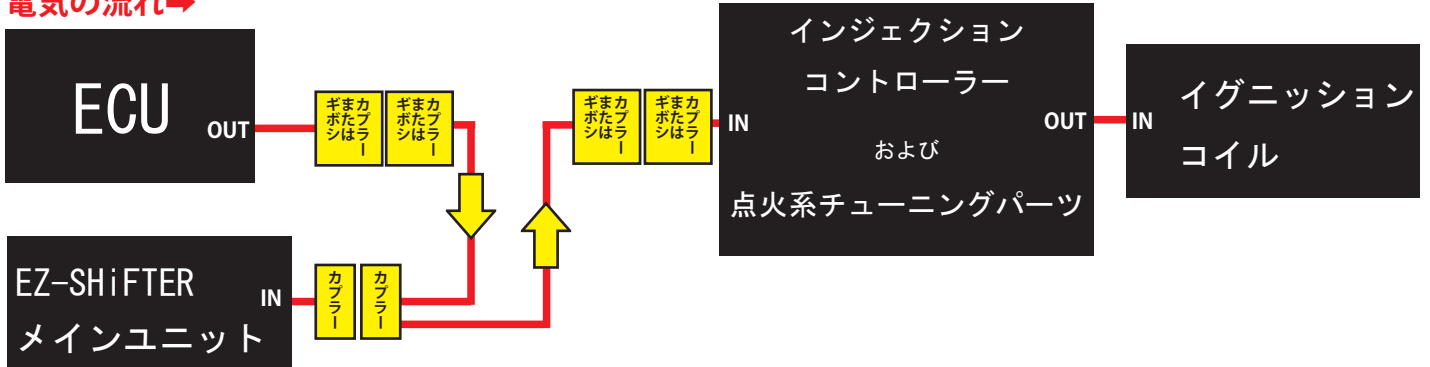 電気の流れ➡
ECU
OUT
カプラー
または
ギボシ
カプラー
または
ギボシ
カプラー
または
ギボシ
カプラー
または
ギボシ
IN
インジェクション
コントローラー
および
点火系チューニングパーツ
OUT
IN
イグニッション
コイル
EZ-SHiFTER
メインユニット
IN
カプラー
カプラー